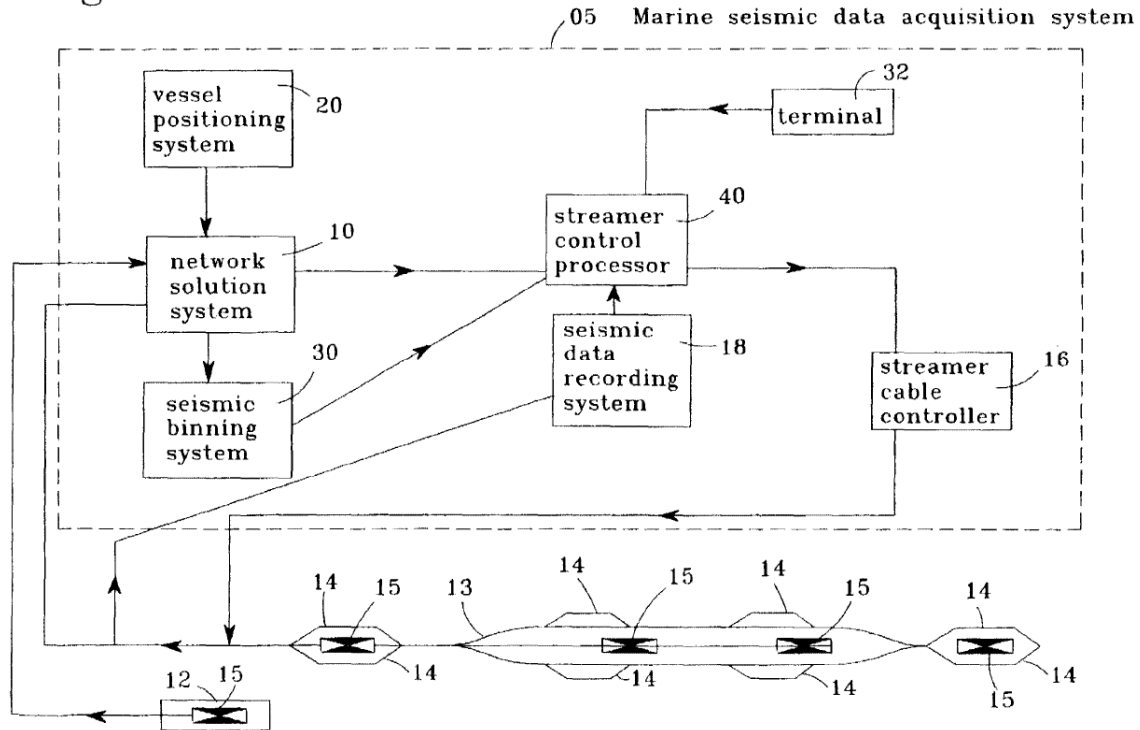 05 Marine seismic data acquisition system
vessel
positioning
system
20
32
terminal
40
streamer
control
processor
10
network
solution
system
30
seismic
binning
system
seismic
data
recording
system
18
streamer
cable
controller
16
14
15
13
14
15
14
15
14
14
14
14
15
14
12
15